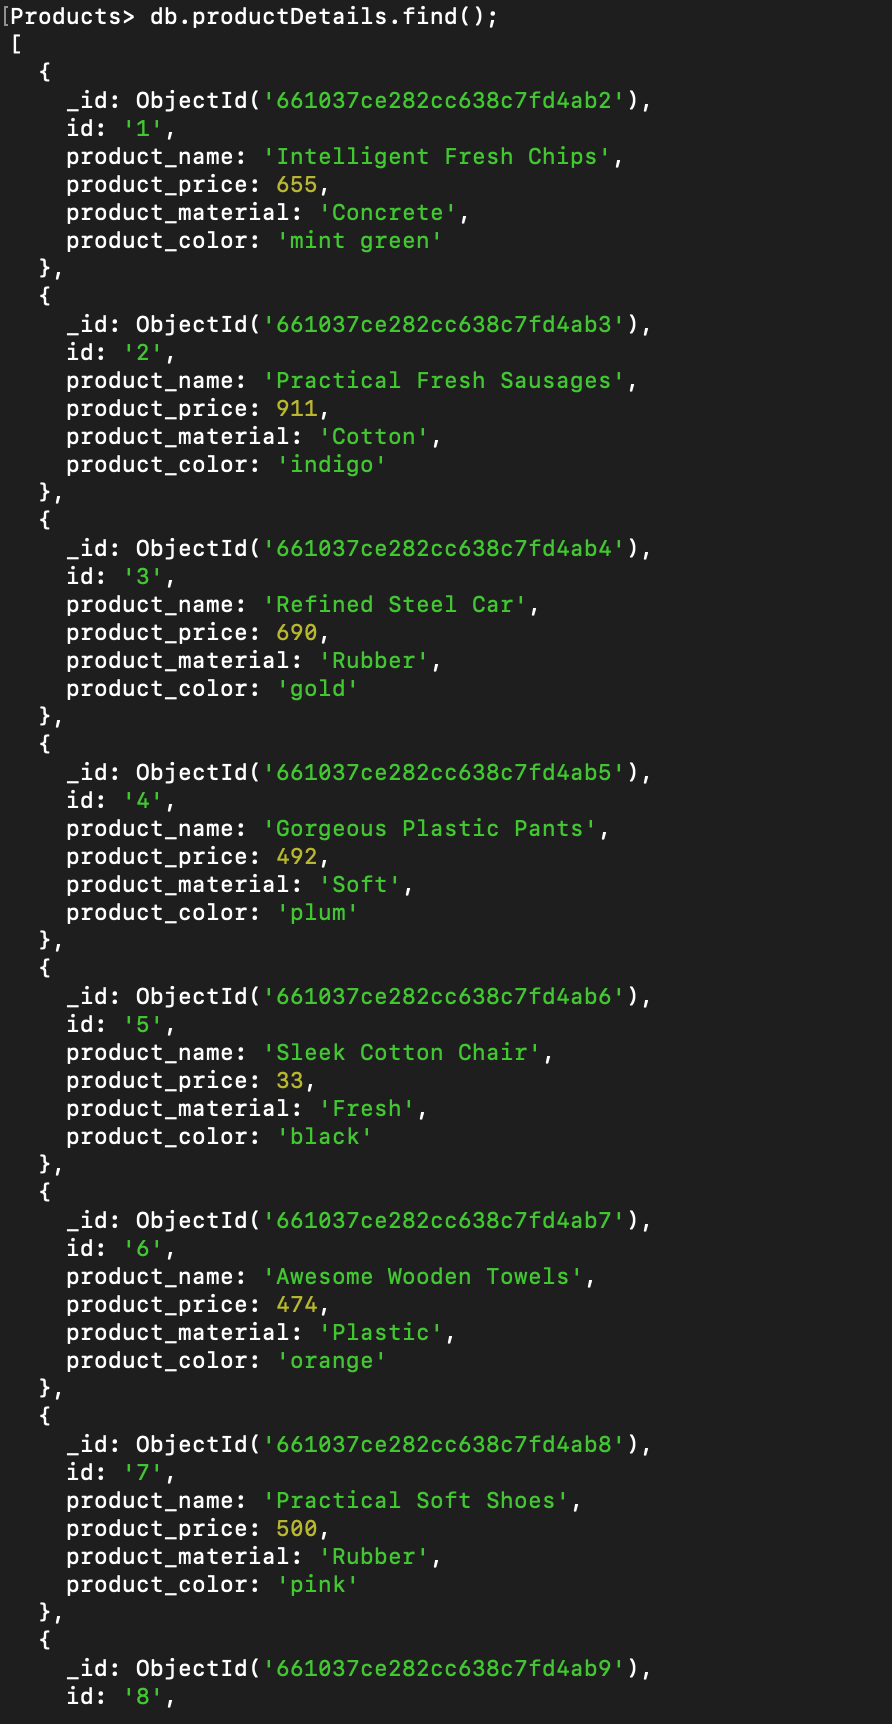 [Products> db.productDetails.find();
[
  {
    _id: ObjectId('661037ce282cc638c7fd4ab2'),
    id: '1',
    product_name: 'Intelligent Fresh Chips',
    product_price: 655,
    product_material: 'Concrete',
    product_color: 'mint green'
  },
  {
    _id: ObjectId('661037ce282cc638c7fd4ab3'),
    id: '2',
    product_name: 'Practical Fresh Sausages',
    product_price: 911,
    product_material: 'Cotton',
    product_color: 'indigo'
  },
  {
    _id: ObjectId('661037ce282cc638c7fd4ab4'),
    id: '3',
    product_name: 'Refined Steel Car',
    product_price: 690,
    product_material: 'Rubber',
    product_color: 'gold'
  },
  {
    _id: ObjectId('661037ce282cc638c7fd4ab5'),
    id: '4',
    product_name: 'Gorgeous Plastic Pants',
    product_price: 492,
    product_material: 'Soft',
    product_color: 'plum'
  },
  {
    _id: ObjectId('661037ce282cc638c7fd4ab6'),
    id: '5',
    product_name: 'Sleek Cotton Chair',
    product_price: 33,
    product_material: 'Fresh',
    product_color: 'black'
  },
  {
    _id: ObjectId('661037ce282cc638c7fd4ab7'),
    id: '6',
    product_name: 'Awesome Wooden Towels',
    product_price: 474,
    product_material: 'Plastic',
    product_color: 'orange'
  },
  {
    _id: ObjectId('661037ce282cc638c7fd4ab8'),
    id: '7',
    product_name: 'Practical Soft Shoes',
    product_price: 500,
    product_material: 'Rubber',
    product_color: 'pink'
  },
  {
    _id: ObjectId('661037ce282cc638c7fd4ab9'),
    id: '8',